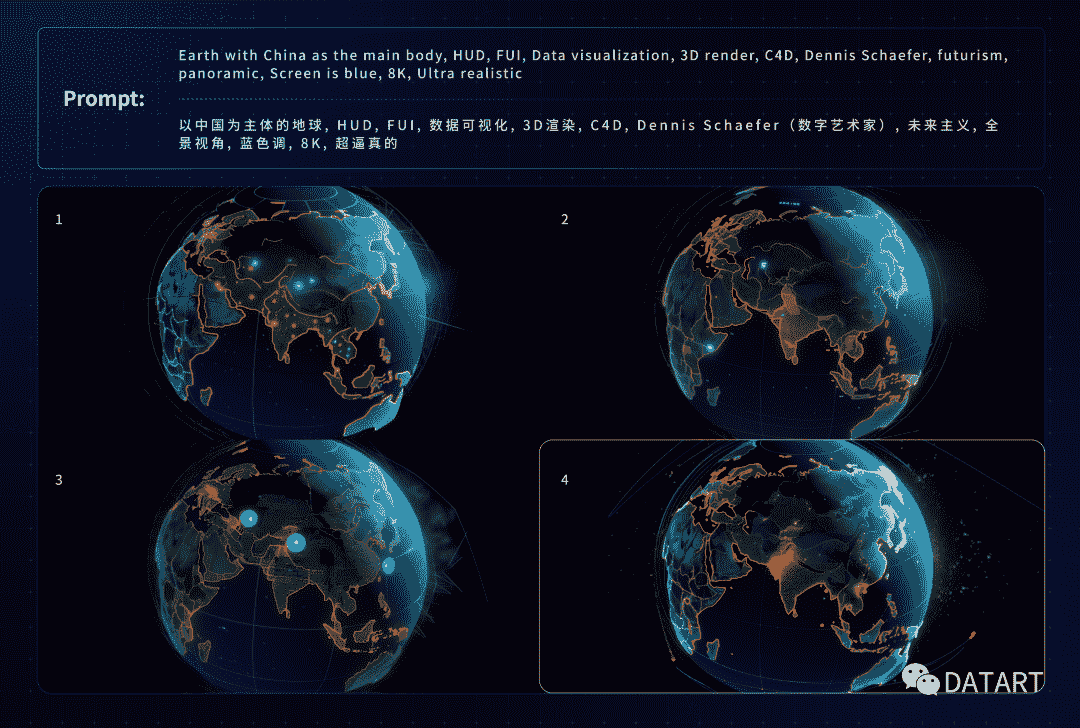 Prompt:
Earth with China as the main body, HUD, FUI, Data visualization, 3D render, C4D, Dennis Schaefer, futurism,
panoramic, Screen is blue, 8K, Ultra realistic
以中国为主体的地球, HUD, FUI, 数据可视化, 3D渲染, C4D, Dennis Schaefer（数字艺术家）, 未来主义, 全
景视角, 蓝色调, 8K, 超逼真的
1
2
3
4
DATART